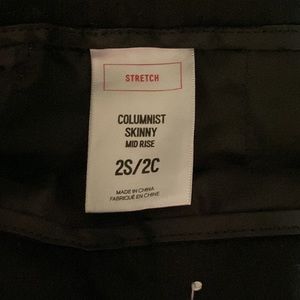 STRETCH
COLUMNIST
SKINNY
MID RISE
2S/2C
MADE IN CHINA
FABRIQUÉ EN CHINE